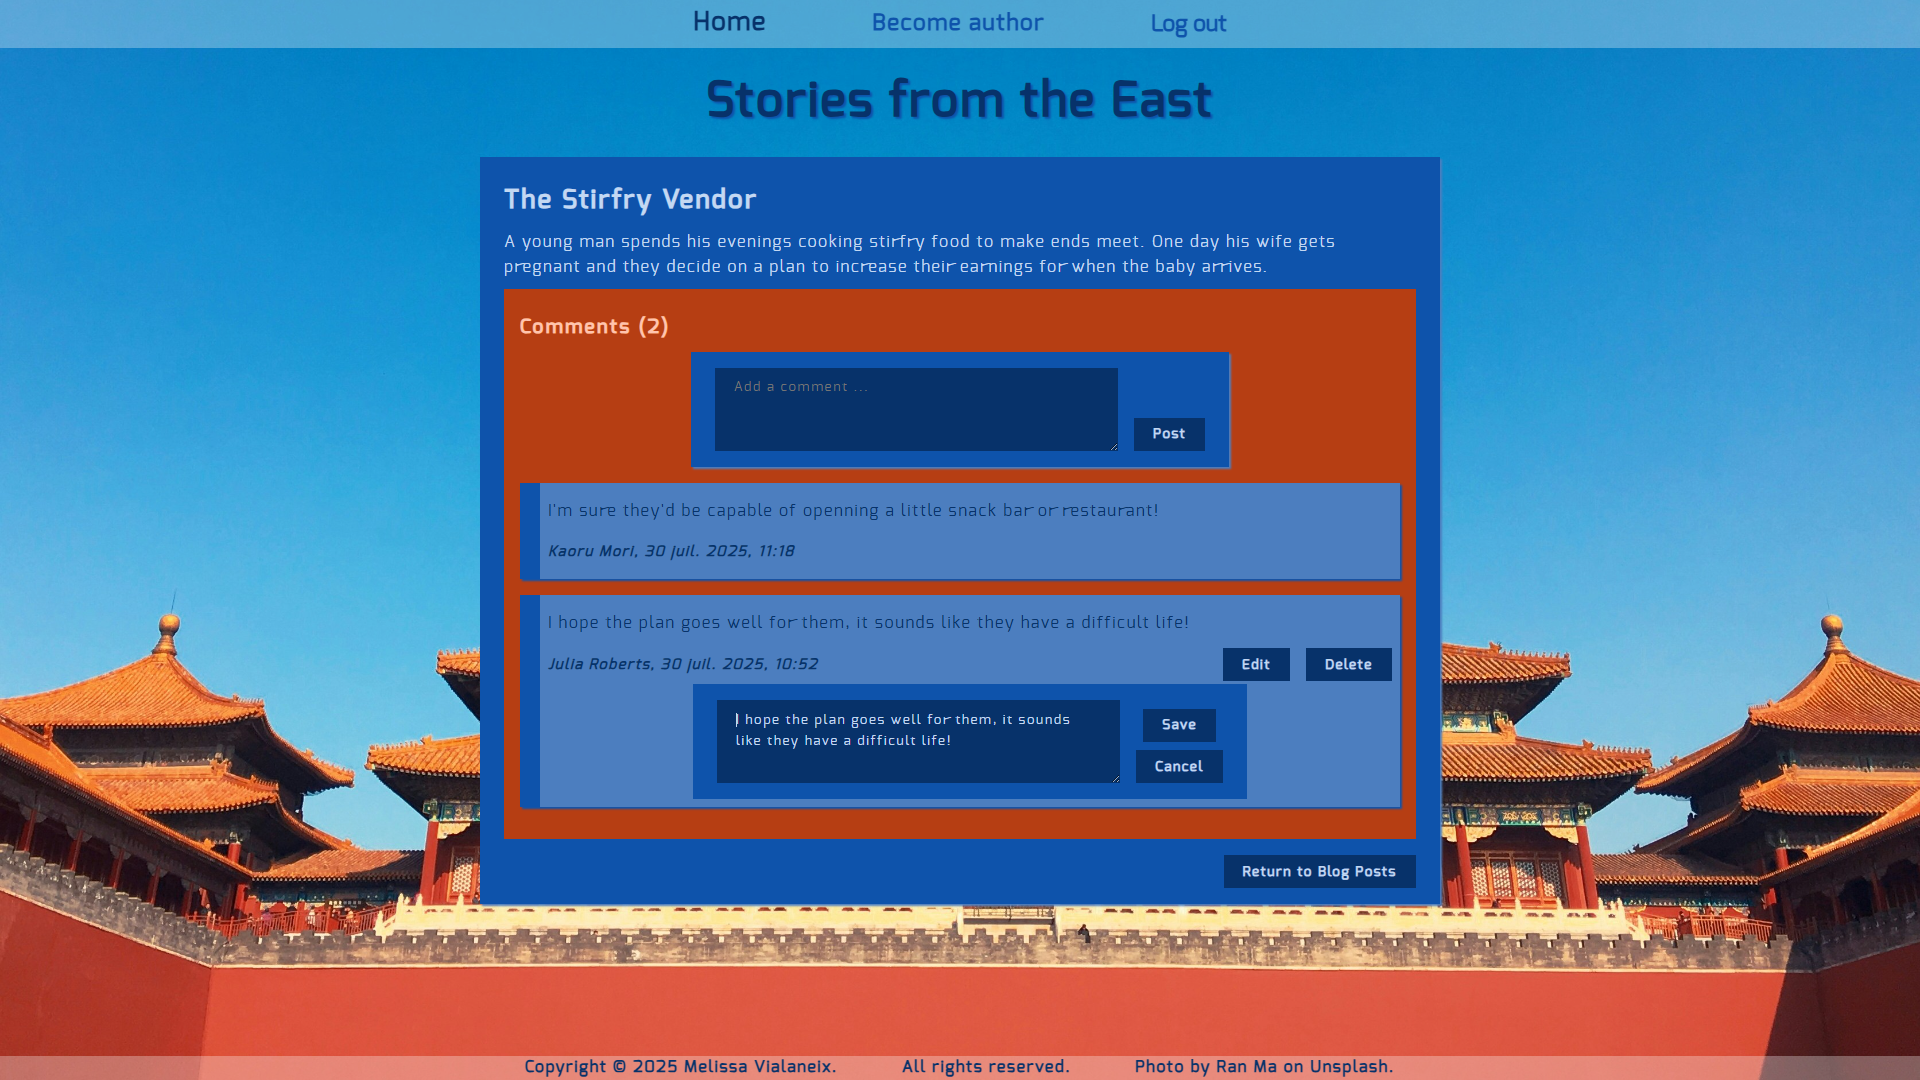 Home Become author Log out
Stories from the East
The Stirfry Vendor
A young man spends his evenings cooking stirfry food to make ends meet. One day his wife gets
pregnant and they decide on a plan to increase their earnings for when the baby arrives.
Comments (2)
Add a comment ...
Post
I'm sure they'd be capable of openning a little snack bar or restaurant!
Kaoru Mori, 30 juil. 2025, 11:18
I hope the plan goes well for them, it sounds like they have a difficult life!
Julia Roberts, 30 juil. 2025, 10:52
Edit Delete
I hope the plan goes well for them, it sounds
like they have a difficult life!
Save
Cancel
Return to Blog Posts
Copyright © 2025 Melissa Vialaneix. All rights reserved. Photo by Ran Ma on Unsplash.